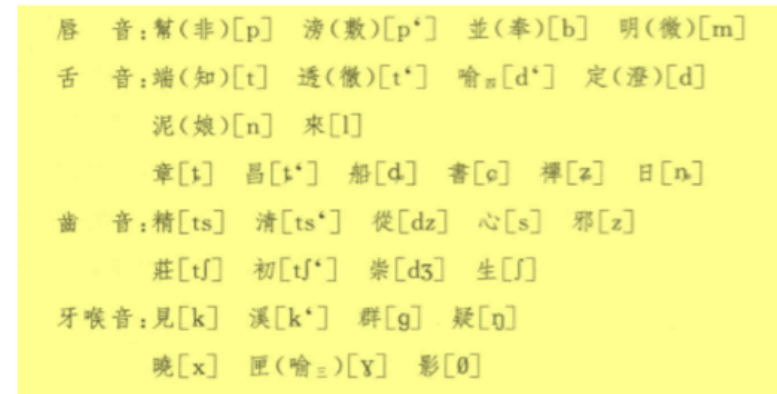 唇　音:幫(非)[p]　滂(敷)[p‘]　並(奉)[b]　明(微)[m]
舌　音:端(知)[t]　透(徹)[t‘]　喻四[d‘]　定(澄)[d]
泥(娘)[n]　來[l]
章[ȶ]　昌[ȶ‘]　船[ȡ]　書[ɕ]　禪[ʑ]　日[ȵ]
齒　音:精[ts]　清[ts‘]　從[dz]　心[s]　邪[z]
莊[tʃ]　初[tʃ‘]　崇[dʒ]　生[ʃ]
牙喉音:見[k]　溪[k‘]　群[g]　疑[ŋ]
曉[x]　匣(喻三)[ɣ]　影[ø]